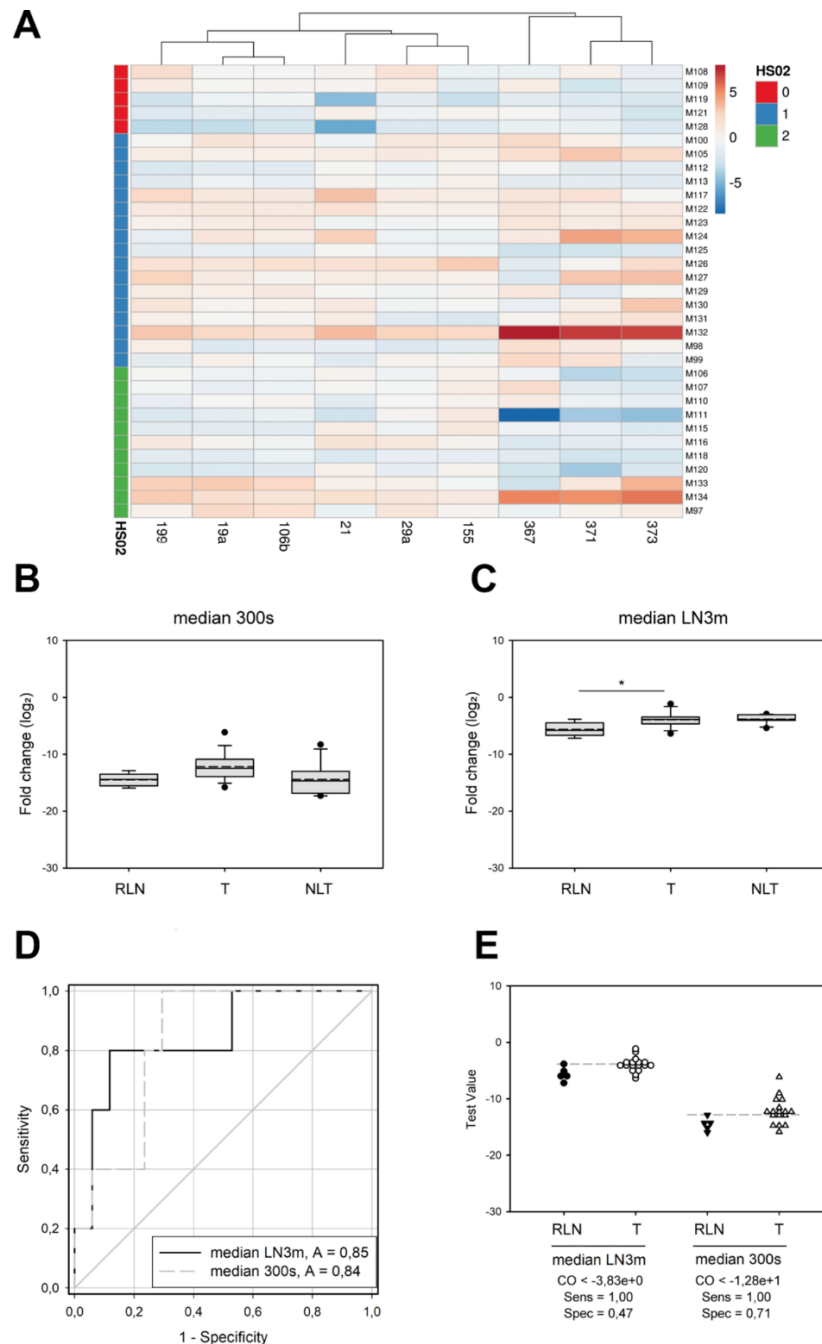 A
HS02
0
1
2
5
0
-5
M108
M109
M119
M121
M128
M100
M105
M112
M113
M117
M122
M123
M124
M125
M126
M127
M129
M130
M131
M132
M98
M99
M106
M107
M110
M111
M115
M116
M118
M120
M133
M134
M97
HS02 199 19a 106b 21 29a 155 367 371 373
B
median 300s
Fold change (log₂)
10
0
-10
-20
-30
RLN T NLT
C
median LN3m
Fold change (log₂)
10
0
-10
-20
-30
*
RLN T NLT
D
Sensitivity
1,0
0,8
0,6
0,4
0,2
0,0
median LN3m, A = 0,85
median 300s, A = 0,84
0,0 0,2 0,4 0,6 0,8 1,0
1 - Specificity
E
Test Value
10
0
-10
-20
-30
RLN T RLN T
median LN3m median 300s
CO < -3,83e+0 CO < -1,28e+1
Sens = 1,00 Sens = 1,00
Spec = 0,47 Spec = 0,71